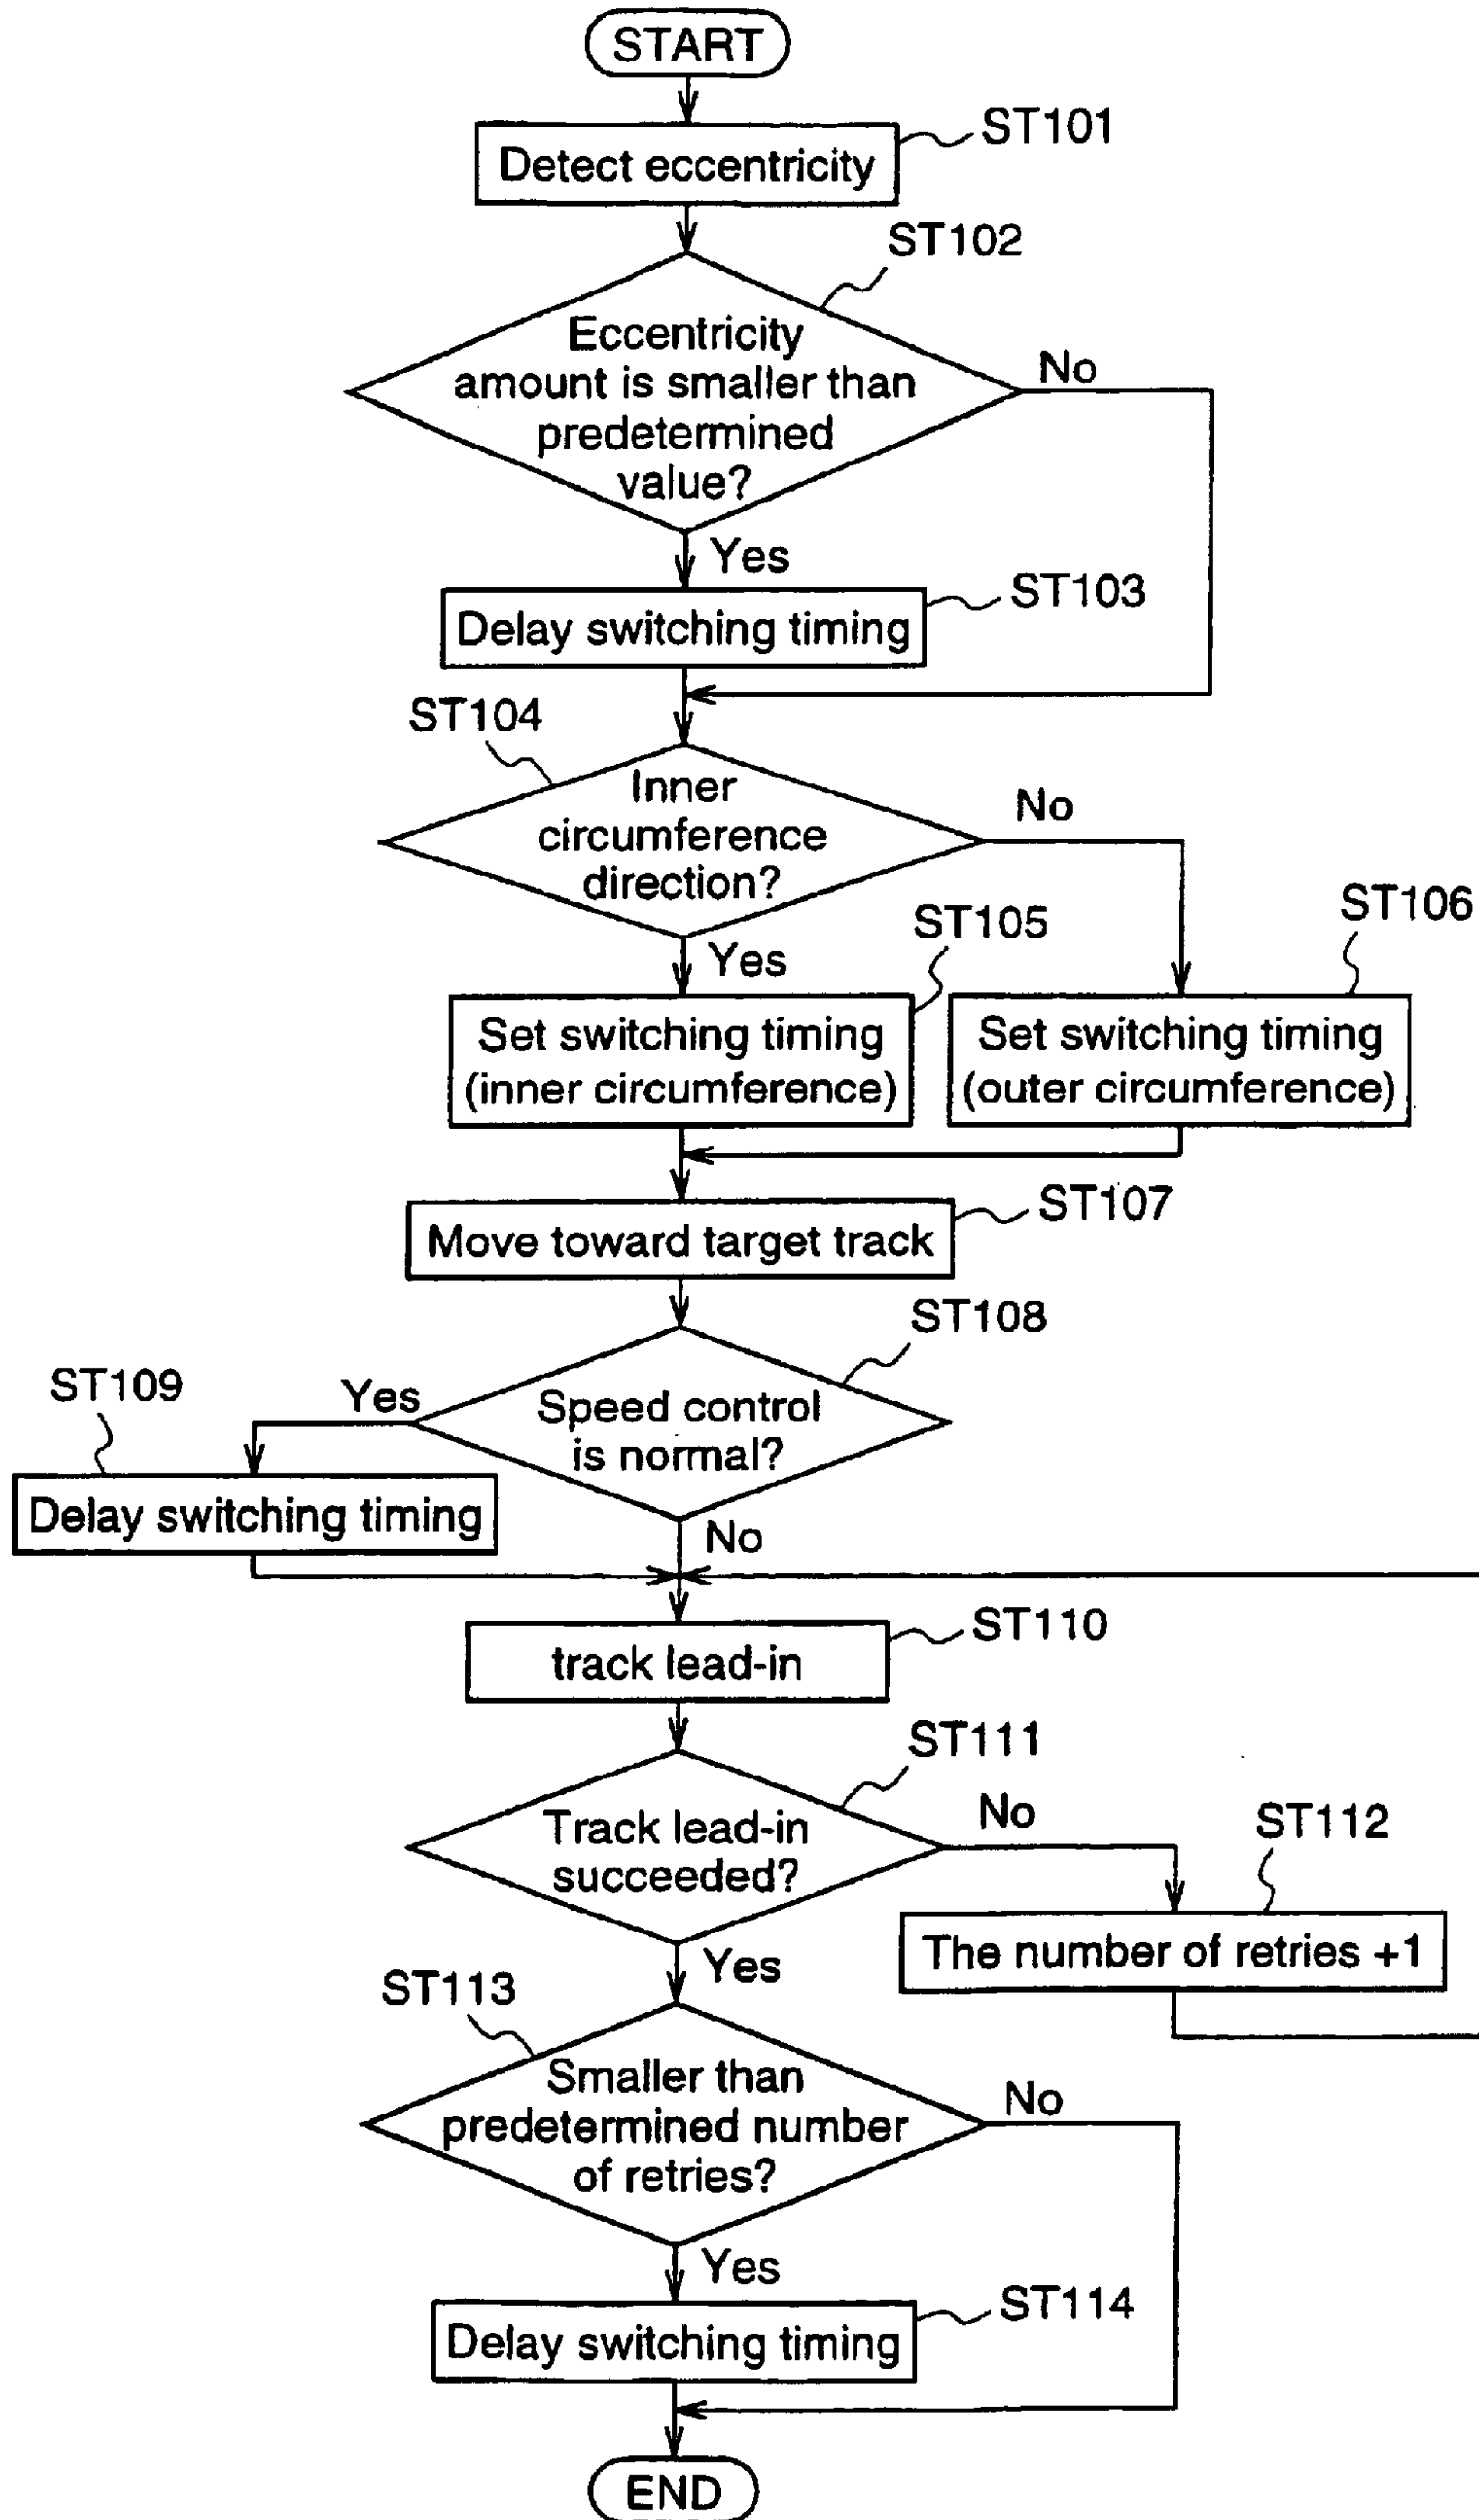 START
ST101
Detect eccentricity
ST102
Eccentricity
amount is smaller than
predetermined
value?
No
Yes
ST103
Delay switching timing
ST104
Inner
circumference
direction?
No
Yes
ST105
ST106
Set switching timing
(inner circumference)
Set switching timing
(outer circumference)
ST107
Move toward target track
ST108
Speed control
is normal?
Yes
ST109
Delay switching timing
No
ST110
track lead-in
ST111
Track lead-in
succeeded?
No
ST112
The number of retries +1
Yes
ST113
Smaller than
predetermined number
of retries?
No
Yes
ST114
Delay switching timing
END